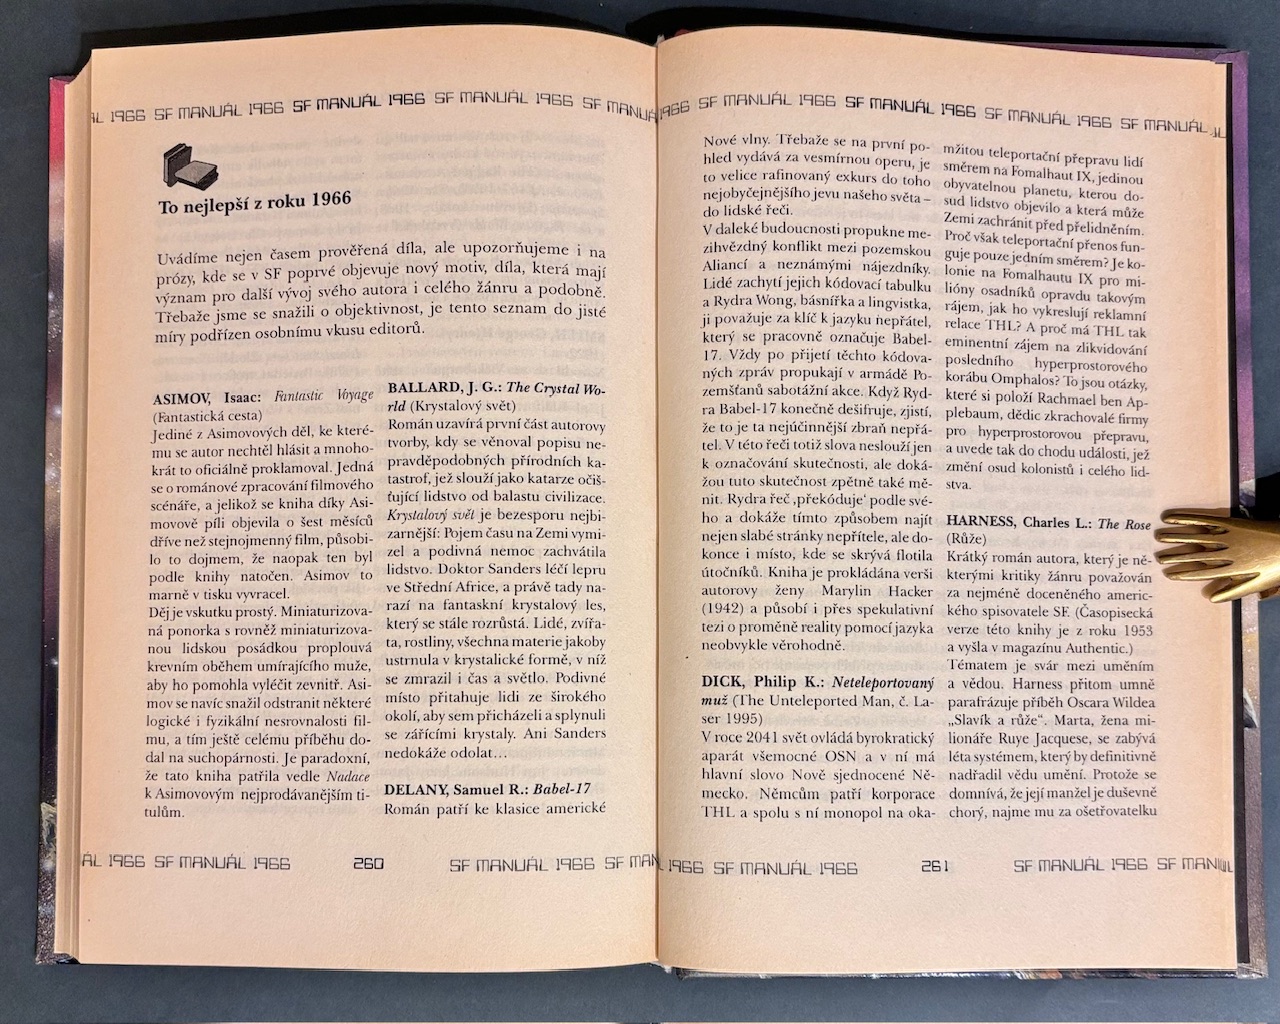 AL 1966 SF MANUÁL 1966 SF MANUÁL 1966 SF MANUÁL 1966 SF MANUÁ
To nejlepší z roku 1966
Uvádíme nejen časem prověřená díla, ale upozorňujeme i na
prózy, kde se v SF poprvé objevuje nový motiv, díla, která mají
význam pro další vývoj svého autora i celého žánru a podobně.
Třebaže jsme se snažili o objektivnost, je tento seznam do jisté
míry podřízen osobnímu vkusu editorů.
ASIMOV, Isaac: Fantastic Voyage
(Fantastická cesta)
Jediné z Asimovových děl, ke které-
mu se autor nechtěl hlásit a mnoho-
krát to oficiálně proklamoval. Jedná
se o románové zpracování filmového
scénáře, a jelikož se kniha díky Asi-
movově píli objevila o šest měsíců
dříve než stejnojmenný film, působi-
lo to dojmem, že naopak ten byl
podle knihy natočen. Asimov to
marně v tisku vyvracel.
Děj je vskutku prostý. Miniaturizova-
ná ponorka s rovněž miniaturizova-
nou lidskou posádkou proplouvá
krevním oběhem umírajícího muže,
aby ho pomohla vyléčit zevnitř. Asi-
mov se navíc snažil odstranit některé
logické i fyzikální nesrovnalosti fil-
mu, a tím ještě celému příběhu do-
dal na suchopárnosti. Je paradoxní,
že tato kniha patřila vedle Nadace
k Asimovovým nejprodávanějším ti-
tulům.
BALLARD, J. G.: The Crystal Wo-
rld (Krystalový svět)
Román uzavírá první část autorovy
tvorby, kdy se věnoval popisu ne-
pravděpodobných přírodních ka-
tastrof, jež slouží jako katarze očiš-
ťující lidstvo od balastu civilizace.
Krystalový svět je bezesporu nejbi-
zarnější: Pojem času na Zemi vymi-
zel a podivná nemoc zachvátila
lidstvo. Doktor Sanders léčí lepru
ve Střední Africe, a právě tady na-
razí na fantaskní krystalový les,
který se stále rozrůstá. Lidé, zvířa-
ta, rostliny, všechna materie jakoby
ustrnula v krystalické formě, v níž
se zmrazil i čas a světlo. Podivné
místo přitahuje lidi ze širokého
okolí, aby sem přicházeli a splynuli
se zářícími krystaly. Ani Sanders
nedokáže odolat…
DELANY, Samuel R.: Babel-17
Román patří ke klasice americké
ÁL 1966 SF MANUÁL 1966 260 SF MANUÁL 1966 SF MAN
1966 SF MANUÁL 1966 SF MANUÁL 1966 SF MANUÁL 1966 SF MANUÁL
Nové vlny. Třebaže se na první po-
hled vydává za vesmírnou operu, je
to velice rafinovaný exkurs do toho
nejobyčejnějšího jevu našeho světa –
do lidské řeči.
V daleké budoucnosti propukne me-
zihvězdný konflikt mezi pozemskou
Aliancí a neznámými nájezdníky.
Lidé zachytí jejich kódovací tabulku
a Rydra Wong, básnířka a lingvistka,
ji považuje za klíč k jazyku nepřátel,
který se pracovně označuje Babel-
17. Vždy po přijetí těchto kódova-
ných zpráv propukají v armádě Po-
zemšťanů sabotážní akce. Když Ryd-
ra Babel-17 konečně dešifruje, zjistí,
že to je ta nejúčinnější zbraň nepřá-
tel. V této řeči totiž slova neslouží jen
k označování skutečnosti, ale doká-
žou tuto skutečnost zpětně také mě-
nit. Rydra řeč ‚překóduje‘ podle své-
ho a dokáže tímto způsobem najít
nejen slabé stránky nepřítele, ale do-
konce i místo, kde se skrývá flotila
útočníků. Kniha je prokládána verši
autorovy ženy Marylin Hacker
(1942) a působí i přes spekulativní
tezi o proměně reality pomocí jazyka
neobvykle věrohodně.
DICK, Philip K.: Neteleportovaný
muž (The Unteleported Man, č. La-
ser 1995)
V roce 2041 svět ovládá byrokratický
aparát všemocné OSN a v ní má
hlavní slovo Nově sjednocené Ně-
mecko. Němcům patří korporace
THL a spolu s ní monopol na oka-
mžitou teleportační přepravu lidí
směrem na Fomalhaut IX, jedinou
obyvatelnou planetu, kterou do-
sud lidstvo objevilo a která může
Zemi zachránit před přelidněním.
Proč však teleportační přenos fun-
guje pouze jedním směrem? Je ko-
lonie na Fomalhautu IX pro mi-
lióny osadníků opravdu takovým
rájem, jak ho vykreslují reklamní
relace THL? A proč má THL tak
eminentní zájem na zlikvidování
posledního hyperprostorového
korábu Omphalos? To jsou otázky,
které si položí Rachmael ben Ap-
plebaum, dědic zkrachovalé firmy
pro hyperprostorovou přepravu,
a uvede tak do chodu události, jež
změní osud kolonistů i celého lid-
stva.
HARNESS, Charles L.: The Rose
(Růže)
Krátký román autora, který je ně-
kterými kritiky žánru považován
za nejméně doceněného americ-
kého spisovatele SF. (Časopisecká
verze této knihy je z roku 1953
a vyšla v magazínu Authentic.)
Tématem je svár mezi uměním
a vědou. Harness přitom umně
parafrázuje příběh Oscara Wildea
„Slavík a růže“. Marta, žena mi-
lionáře Ruye Jacquese, se zabývá
léta systémem, který by definitivně
nadřadil vědu umění. Protože se
domnívá, že její manžel je duševně
chorý, najme mu za ošetřovatelku
1966 SF MANUÁL 1966 261 SF MANUÁL 1966 SF MANUÁL